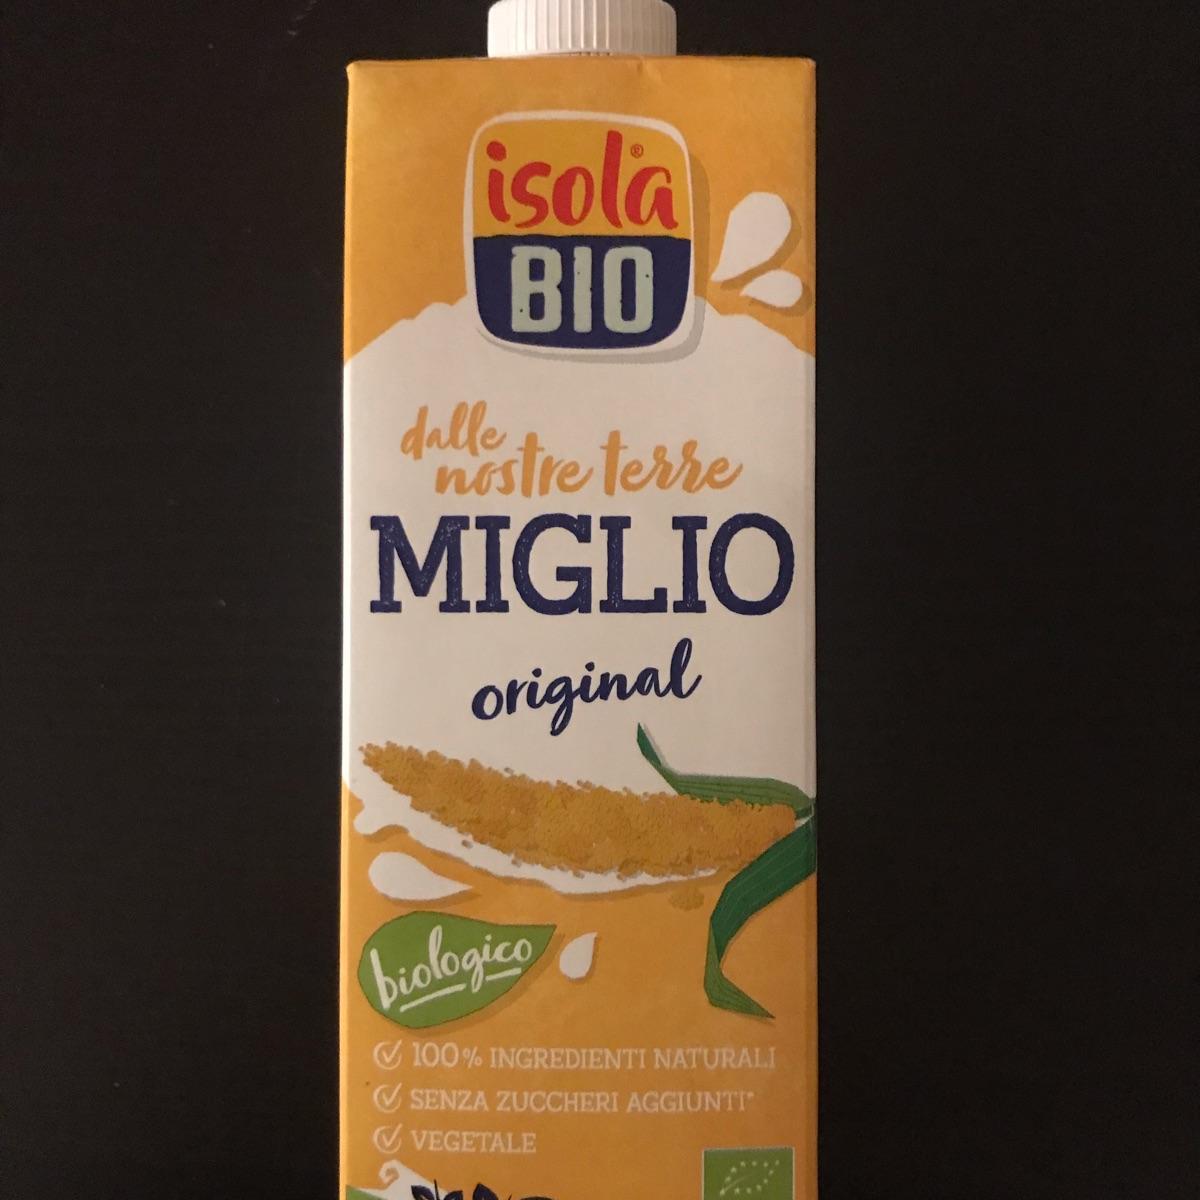 isola®
BIO
dalle
nostre terre
MIGLIO
original
biologico
100% INGREDIENTI NATURALI
SENZA ZUCCHERI AGGIUNTI*
VEGETALE